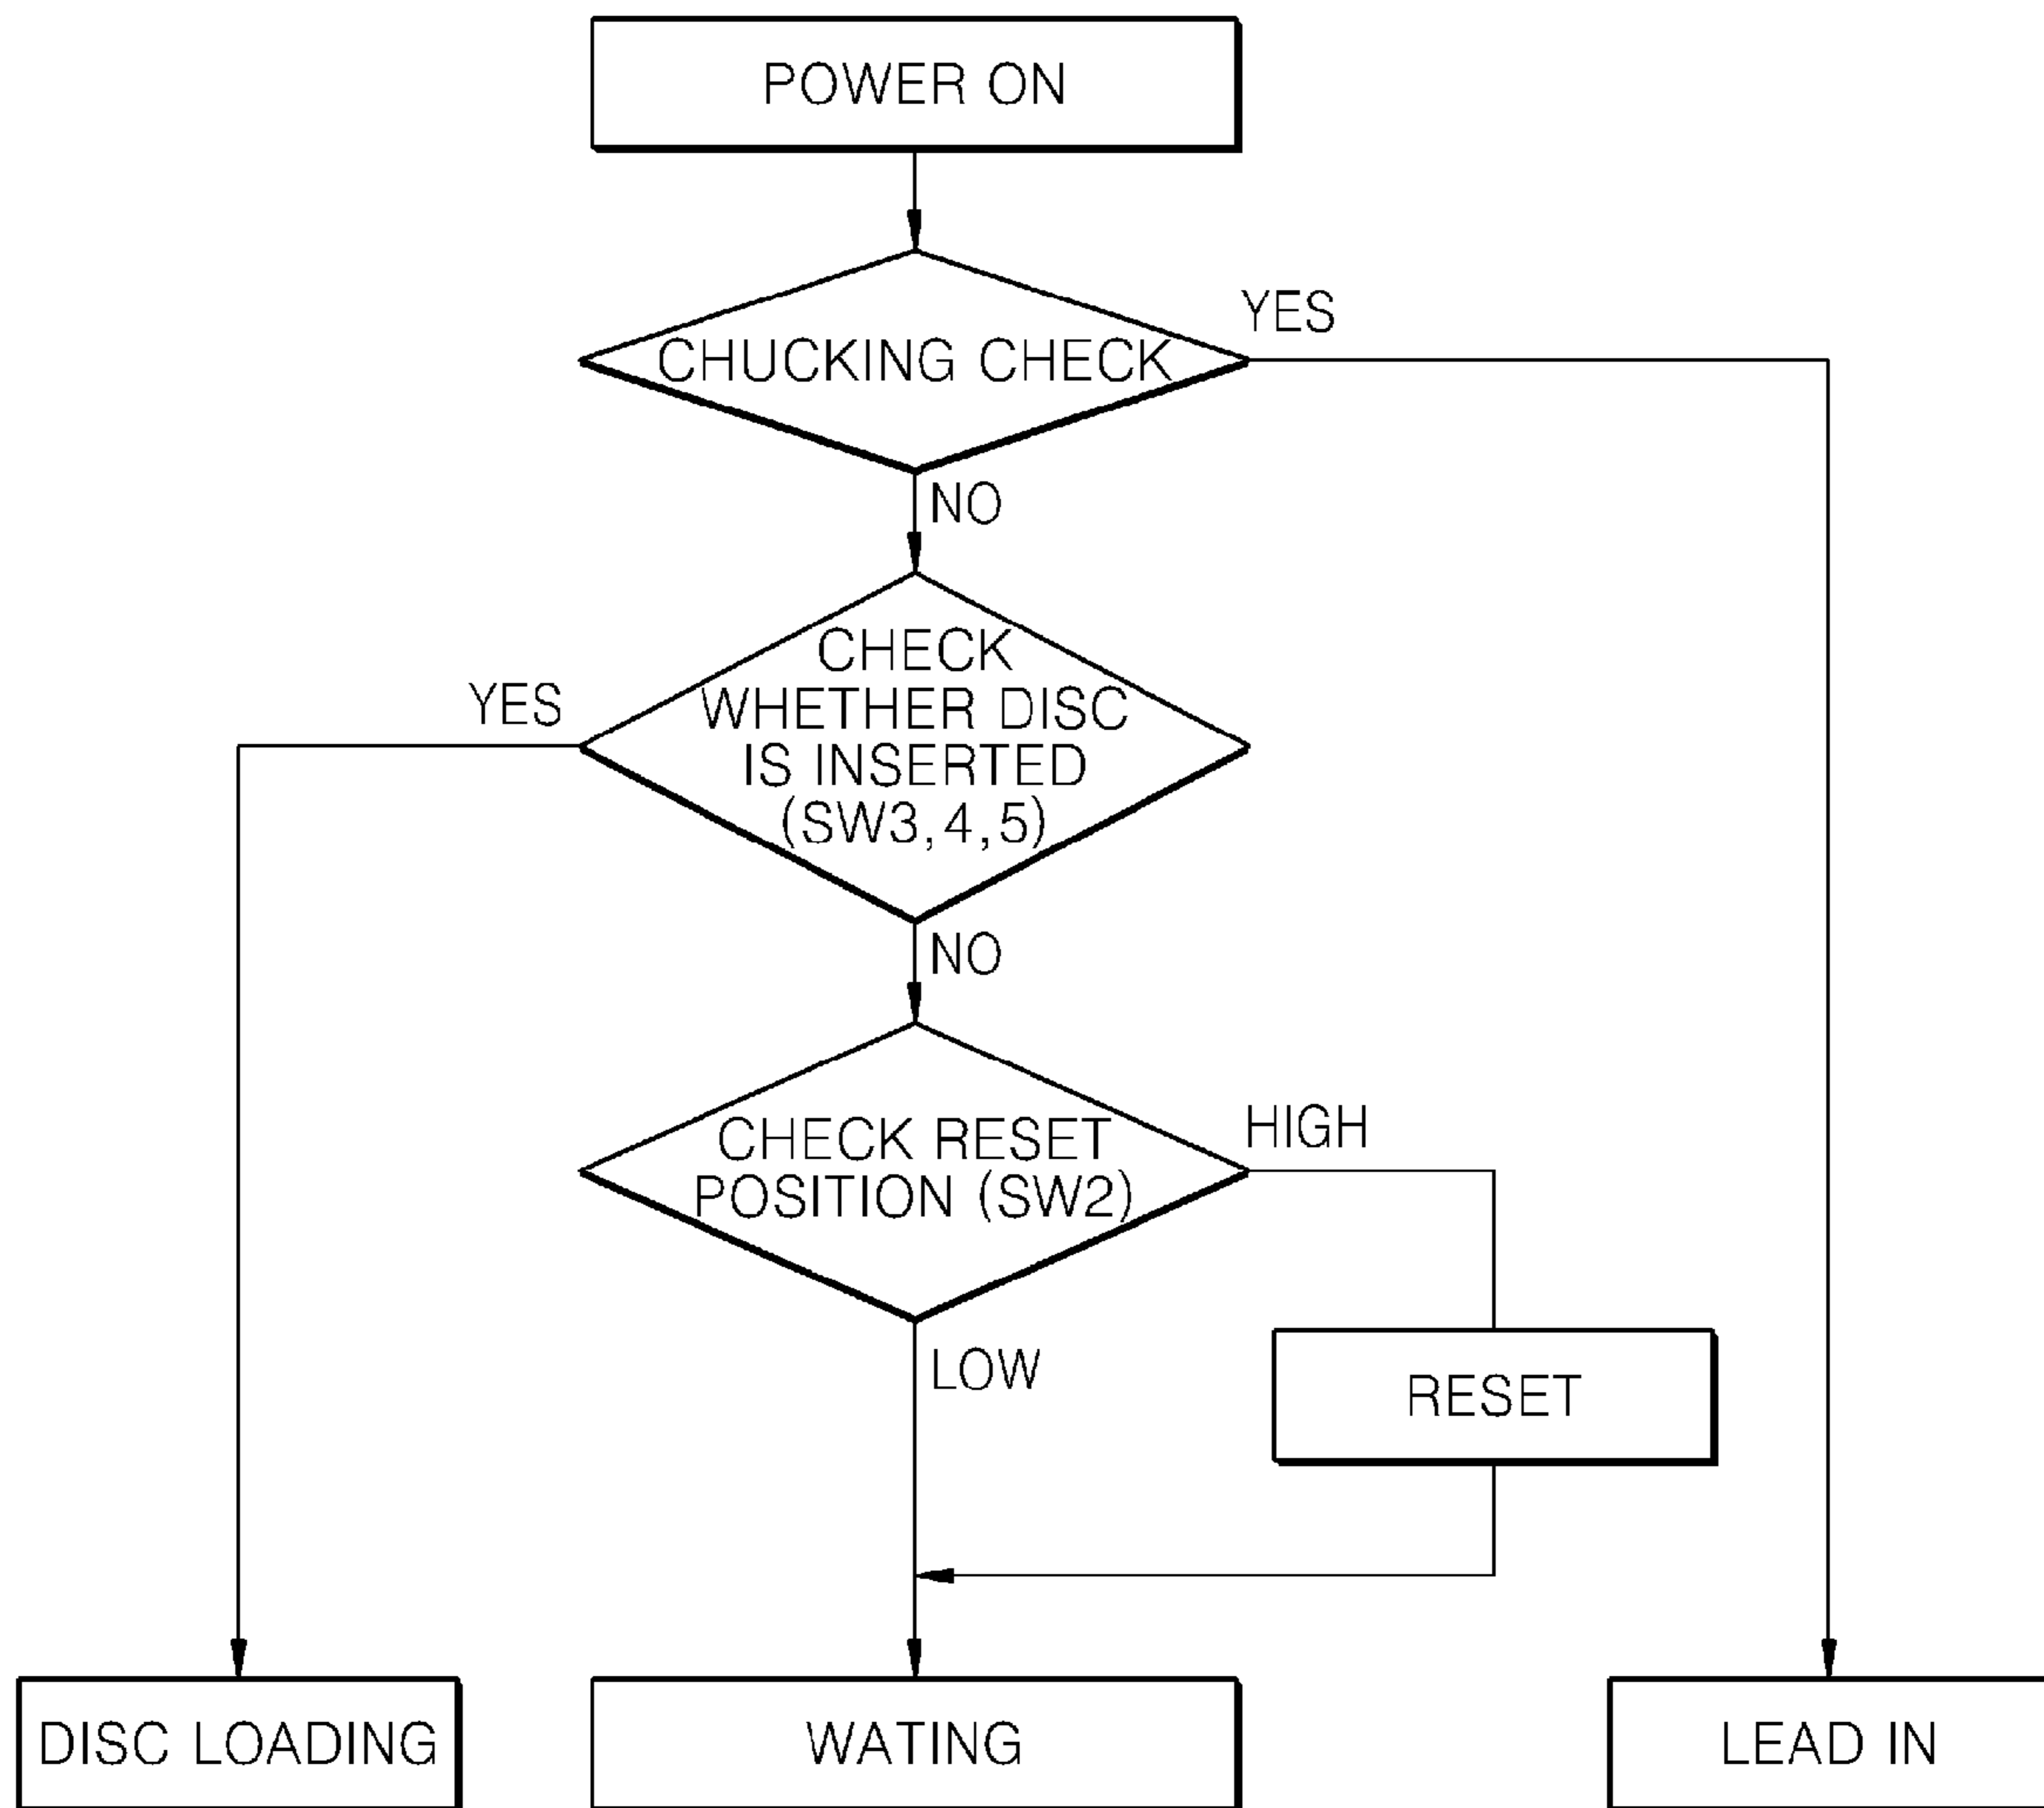 POWER ON
CHUCKING CHECK
YES
NO
CHECK
WHETHER DISC
IS INSERTED
(SW3,4,5)
YES
NO
CHECK RESET
POSITION (SW2)
HIGH
LOW
RESET
DISC LOADING
WATING
LEAD IN